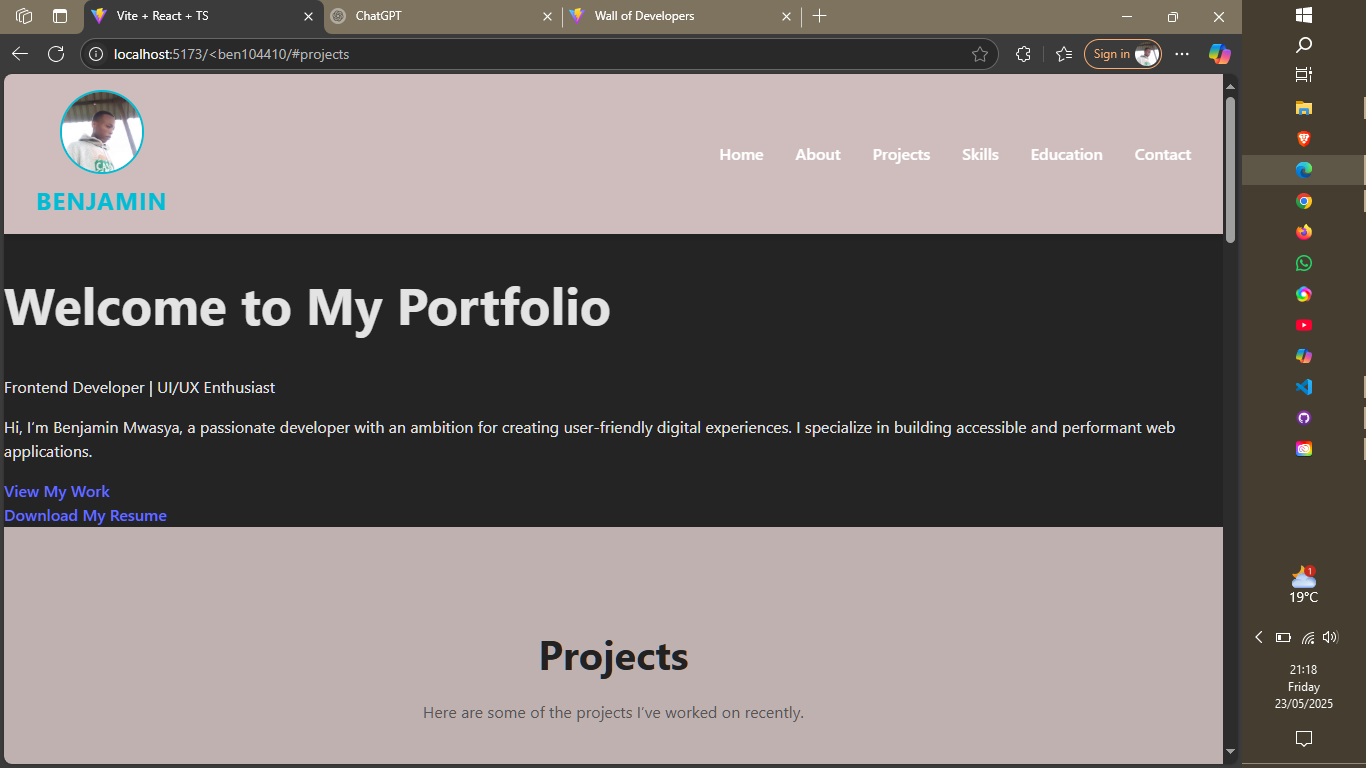 Vite + React + TS
ChatGPT
Wall of Developers
localhost:5173/<ben104410/#projects
Sign in
BENJAMIN
Home
About
Projects
Skills
Education
Contact
Welcome to My Portfolio
Frontend Developer | UI/UX Enthusiast
Hi, I'm Benjamin Mwasya, a passionate developer with an ambition for creating user-friendly digital experiences. I specialize in building accessible and performant web
applications.
View My Work
Download My Resume
Projects
Here are some of the projects I've worked on recently.
1
19°C
21:18
Friday
23/05/2025